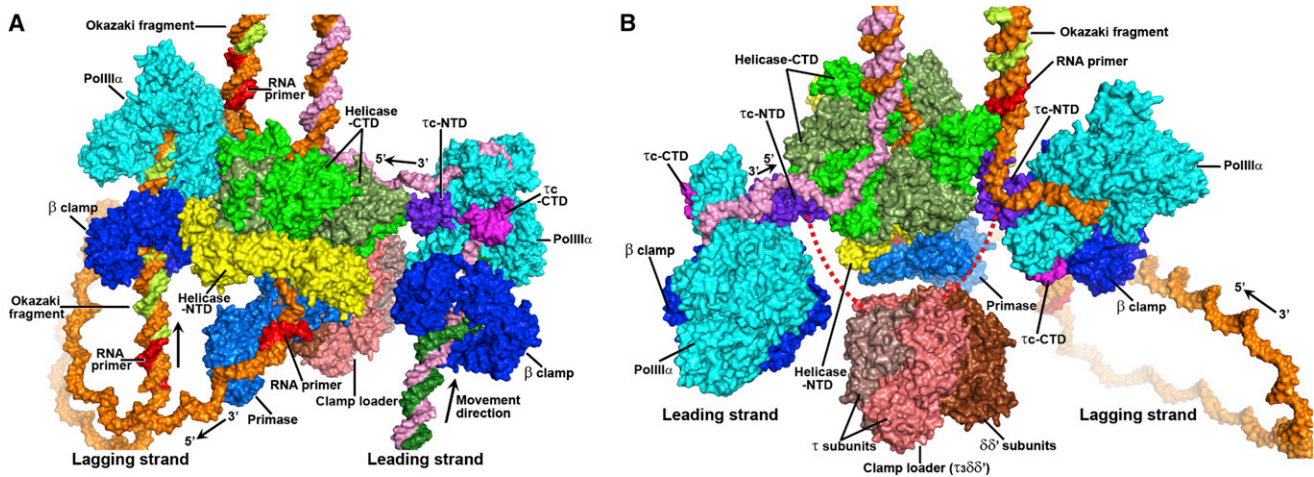 A
Okazaki fragment
PolIIIα
RNA
primer
Helicase
-CTD
τc-NTD
5' 3'
τc
-CTD
β clamp
PolIIIα
Okazaki
fragment
Helicase
-NTD
RNA
primer
RNA primer
Clamp loader
β clamp
3'
5'
Primase
Movement
direction
Lagging strand
Leading strand
B
Okazaki fragment
Helicase-CTD
RNA primer
τc-NTD
τc-NTD
τc-CTD
3' 5'
PolIIIα
β clamp
Primase
β clamp
5'
3'
τc-CTD
PolIIIα
Helicase
-NTD
Leading strand
Lagging strand
τ subunits
δδ' subunits
Clamp loader (τ3δδ')